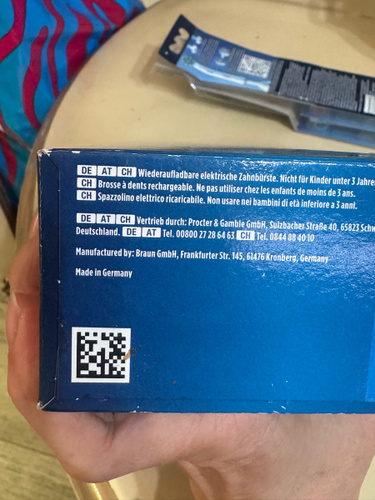 DE AT CH Wiederaufladbare elektrische Zahnbürste. Nicht für Kinder unter 3 Jahren
CH Brosse à dents rechargeable. Ne pas utiliser chez les enfants de moins de 3 ans.
CH Spazzolino elettrico ricaricabile. Non usare nei bambini di età inferiore a 3 anni.
DE AT CH Vertrieb durch: Procter & Gamble GmbH, Sulzbacher Straße 40, 65823 Schw
Deutschland. DE AT Tel. 00800 27 28 64 63 CH Tel. 0844 88 40 10
Manufactured by: Braun GmbH, Frankfurter Str. 145, 61476 Kronberg, Germany
Made in Germany